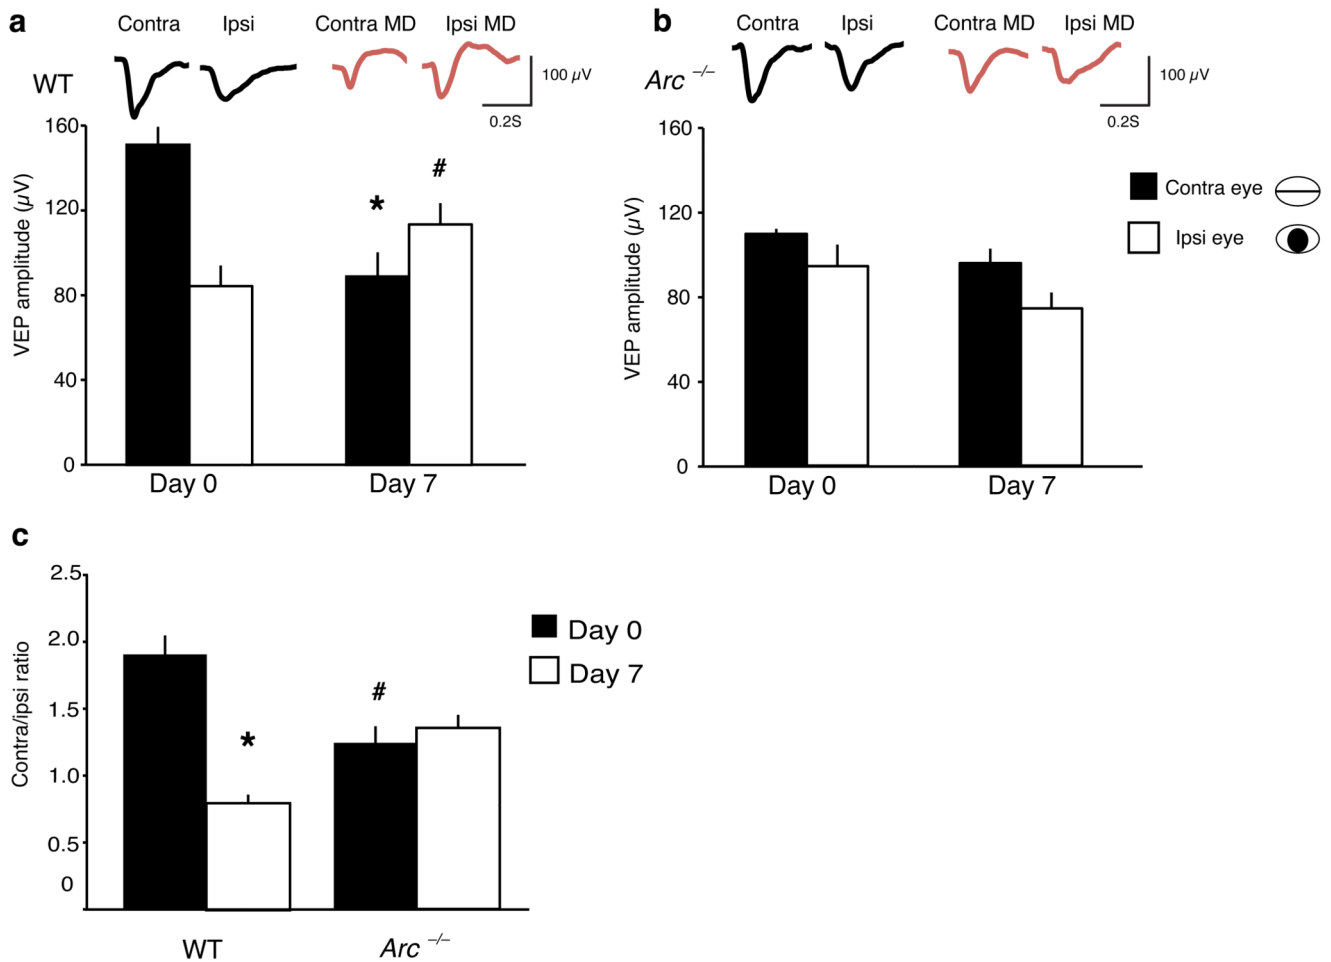 a
Contra Ipsi Contra MD Ipsi MD
WT
100 µV
0.2S
VEP amplitude (µV)
160
120
80
40
0
*
#
Day 0 Day 7
b
Contra Ipsi Contra MD Ipsi MD
Arc −/−
100 µV
0.2S
VEP amplitude (µV)
160
120
80
40
0
Day 0 Day 7
Contra eye
Ipsi eye
c
Contra/ipsi ratio
2.5
2.0
1.5
1.0
0.5
0
*
#
WT Arc −/−
Day 0
Day 7